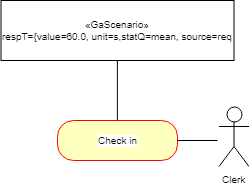 «GaScenario»
respT={value=60.0, unit=s,statQ=mean, source=req
Check in
Clerk